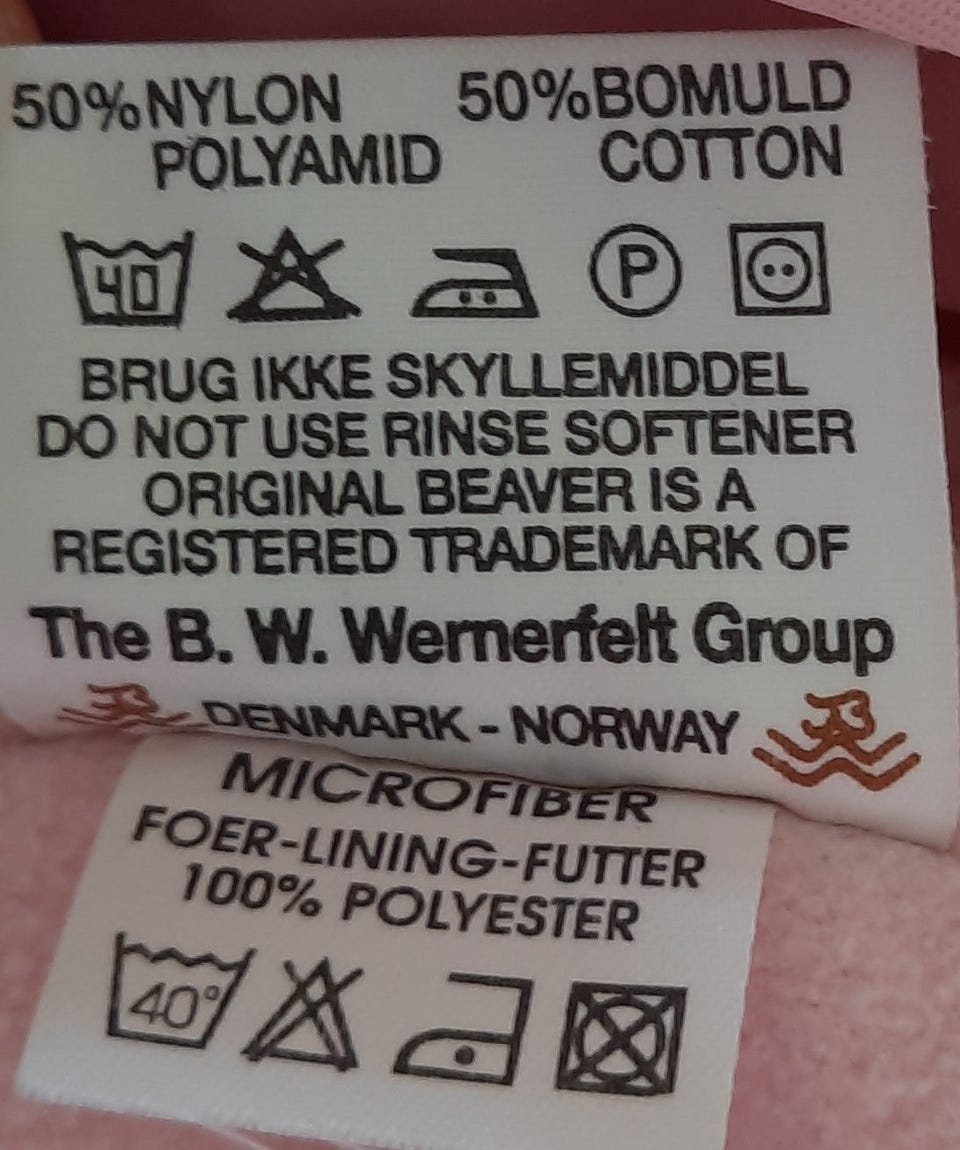 50% NYLON 50% BOMULD
POLYAMID COTTON
40 P
BRUG IKKE SKYLLEMIDDEL
DO NOT USE RINSE SOFTENER
ORIGINAL BEAVER IS A
REGISTERED TRADEMARK OF
The B. W. Wernerfelt Group
DENMARK - NORWAY
MICROFIBER
FOER-LINING-FUTTER
100% POLYESTER
40°